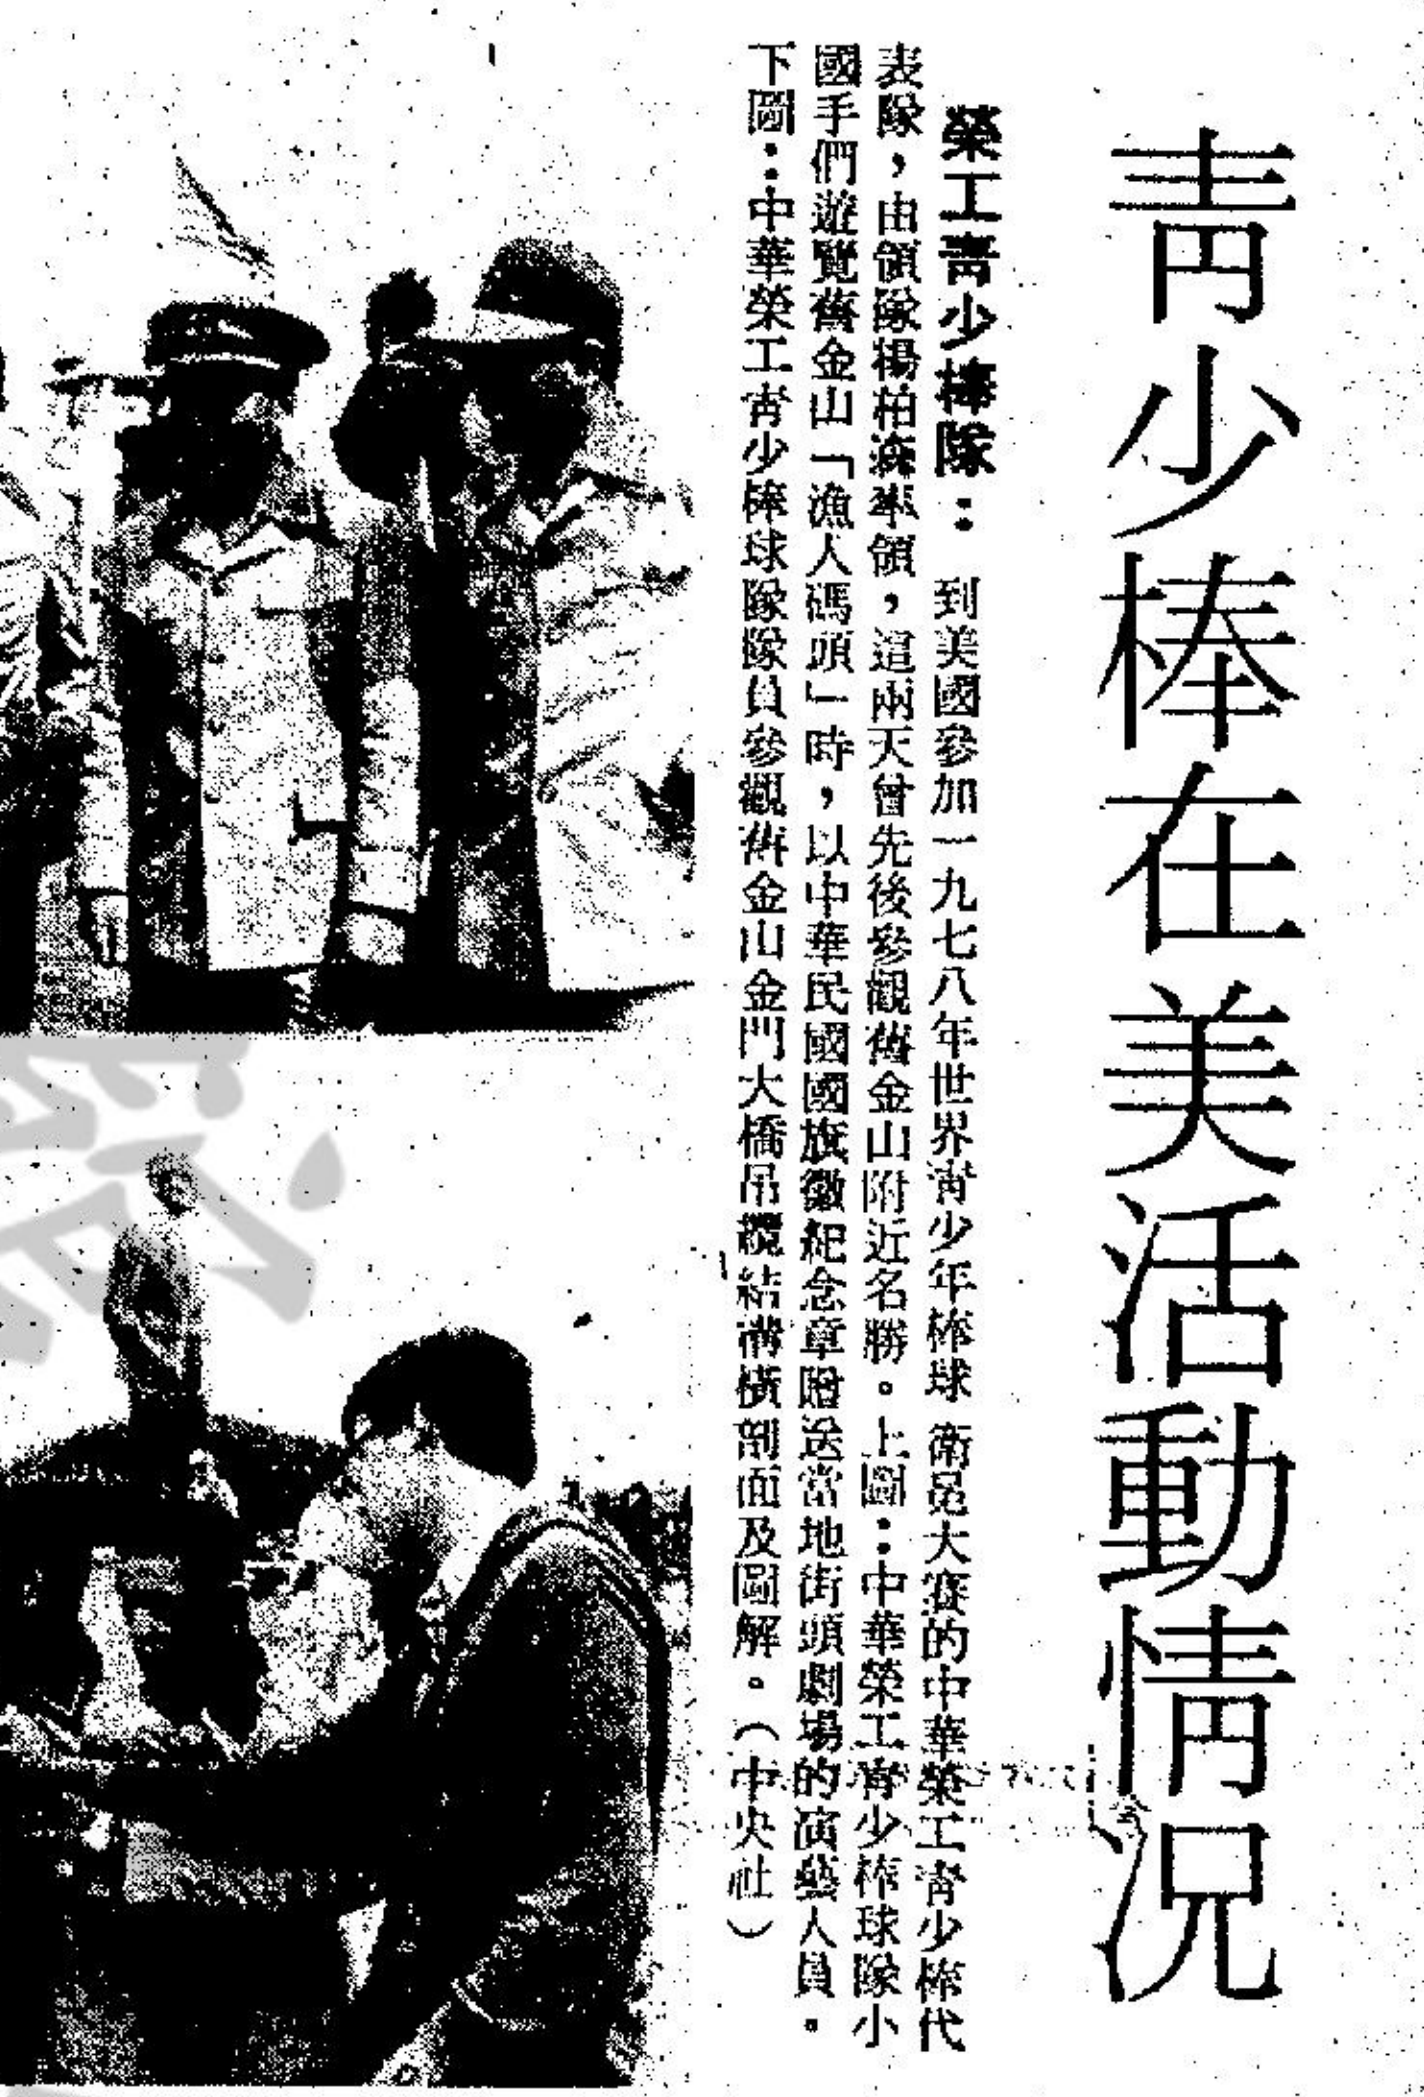 青少棒在美活動情況
榮工青少棒隊：到美國參加一九七八年世界青少年棒球衛冕大賽的中華榮工青少棒代
表隊，由領隊楊柏森率領，這兩天曾先後參觀舊金山附近名勝。上圖：中華榮工青少棒球隊小
國手們遊覽舊金山「漁人碼頭」時，以中華民國國旗徽紀念章贈送當地街頭劇場的演藝人員。
下圖：中華榮工青少棒球隊隊員參觀舊金山金門大橋吊纜結構橫剖面及圖解。（中央社）